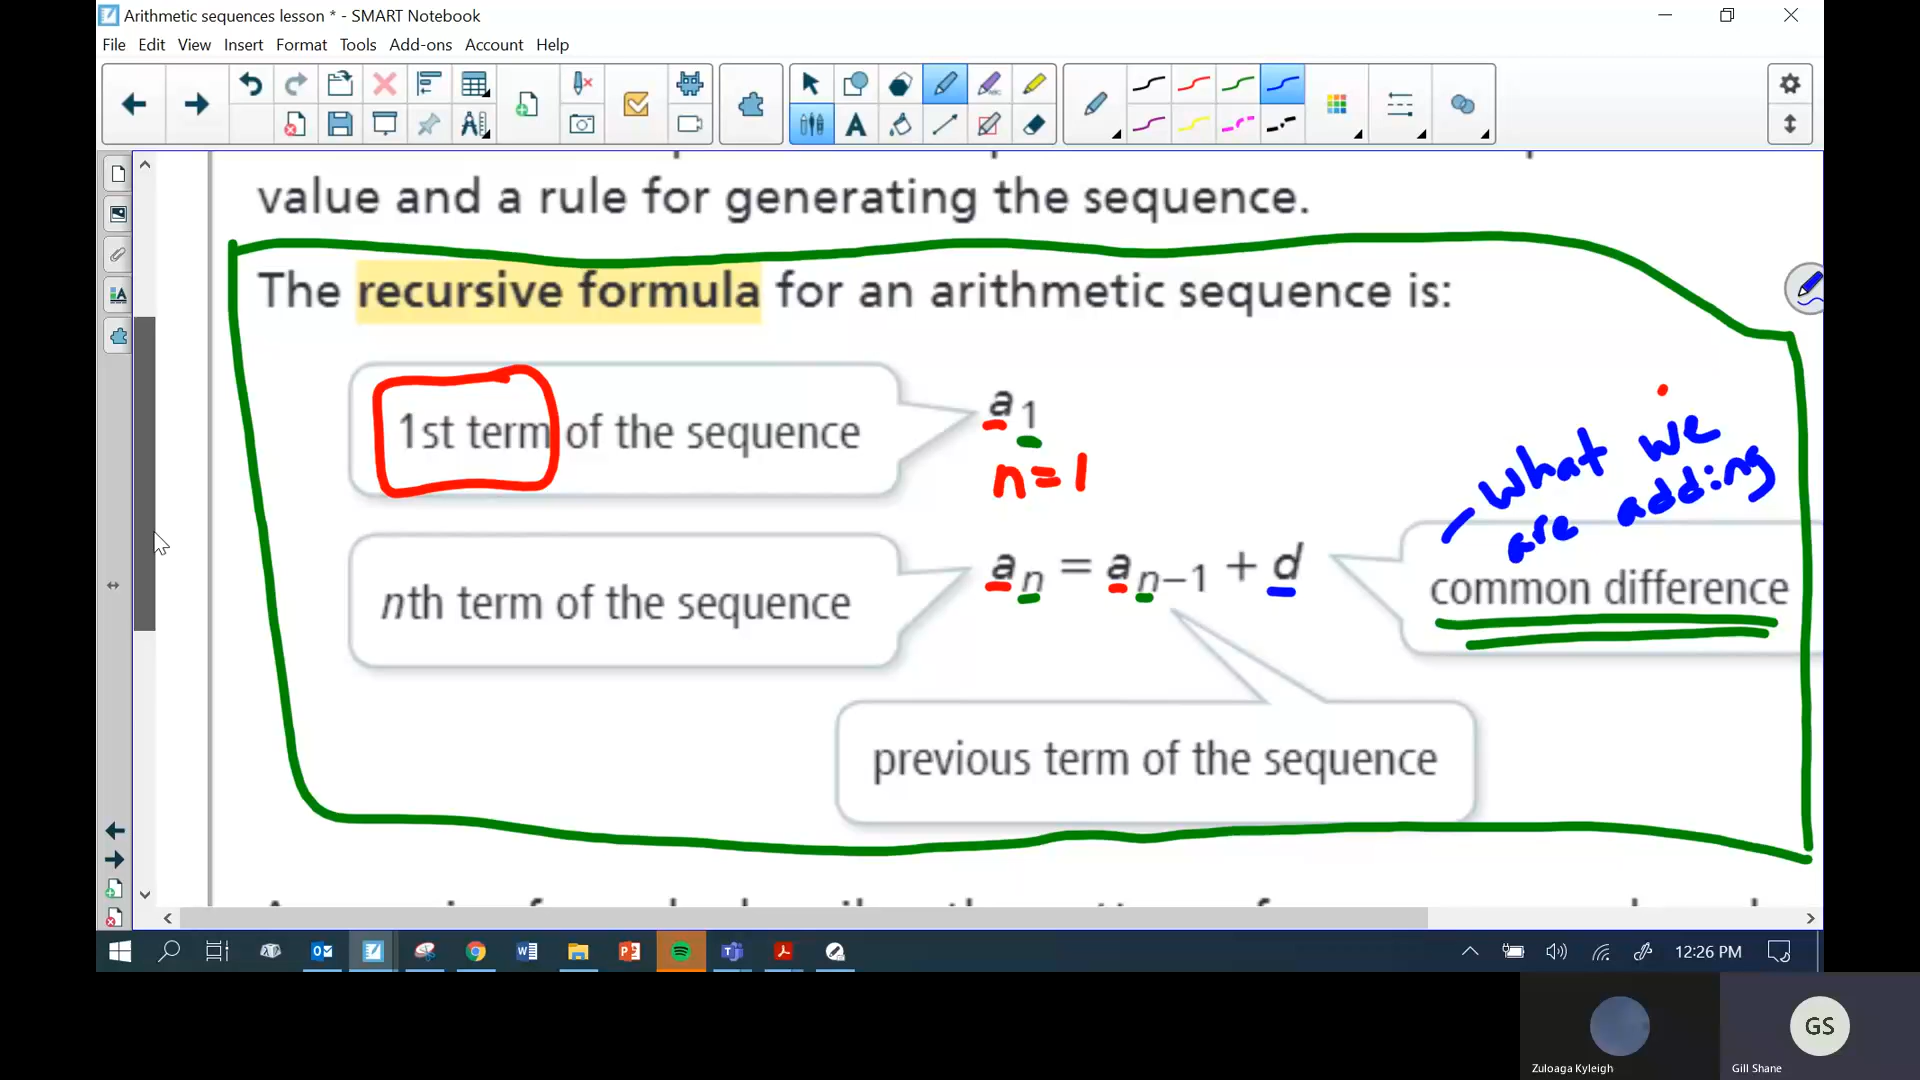 Arithmetic sequences lesson * - SMART Notebook
File Edit View Insert Format Tools Add-ons Account Help
value and a rule for generating the sequence.
The recursive formula for an arithmetic sequence is:
1st term of the sequence
a1
n=1
what we
are adding
nth term of the sequence
an = an−1 + d
common difference
previous term of the sequence
12:26 PM
GS
Zuloaga Kyleigh
Gill Shane